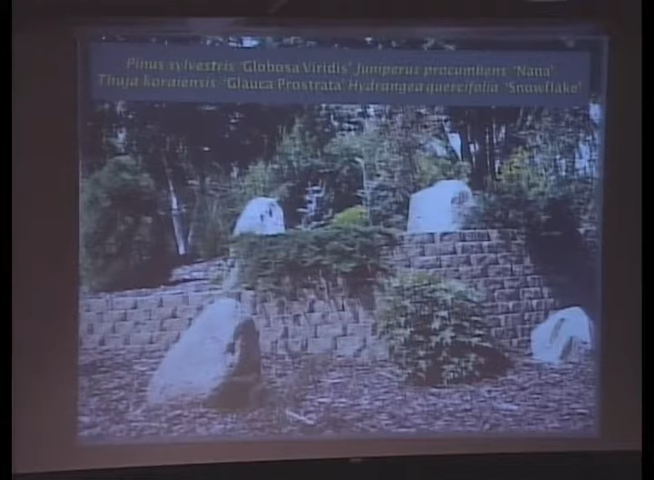 Pinus sylvestris 'Globosa Viridis' Juniperus procumbens 'Nana'
Thuja koraiensis 'Glauca Prostrata' Hydrangea quercifolia 'Snowflake'